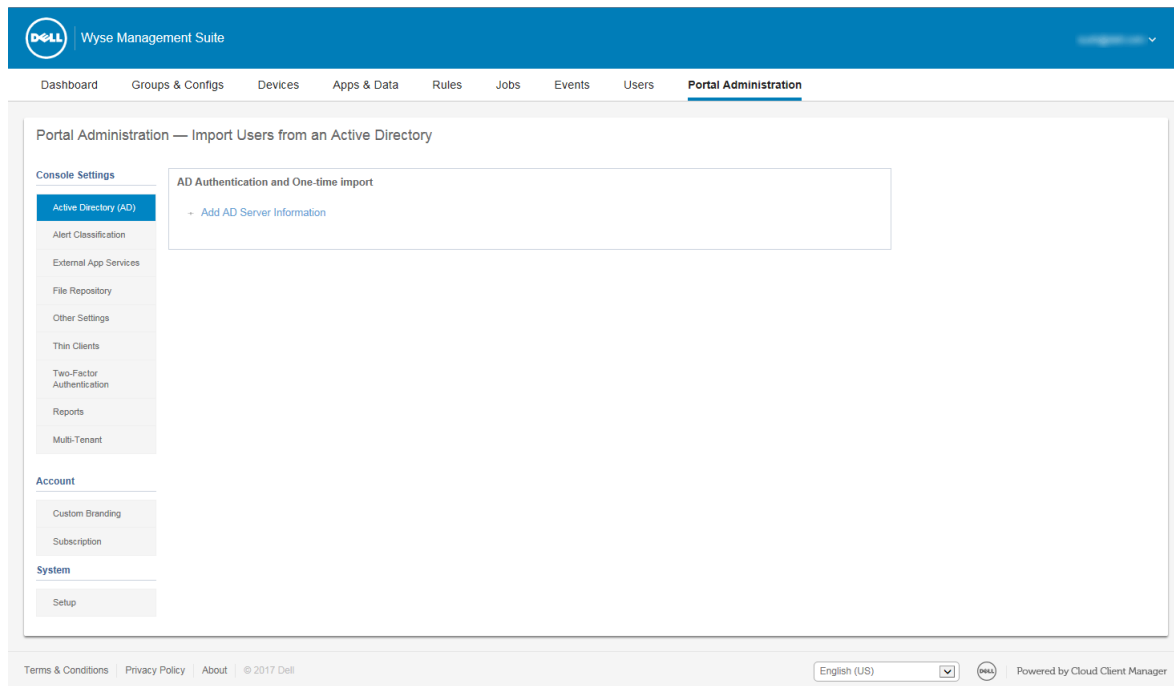 DELL
Wyse Management Suite
Dashboard
Groups & Configs
Devices
Apps & Data
Rules
Jobs
Events
Users
Portal Administration
Portal Administration — Import Users from an Active Directory
Console Settings
Active Directory (AD)
Alert Classification
External App Services
File Repository
Other Settings
Thin Clients
Two-Factor
Authentication
Reports
Multi-Tenant
Account
Custom Branding
Subscription
System
Setup
AD Authentication and One-time import
+ Add AD Server Information
Terms & Conditions
Privacy Policy
About
© 2017 Dell
English (US)
DELL
Powered by Cloud Client Manager